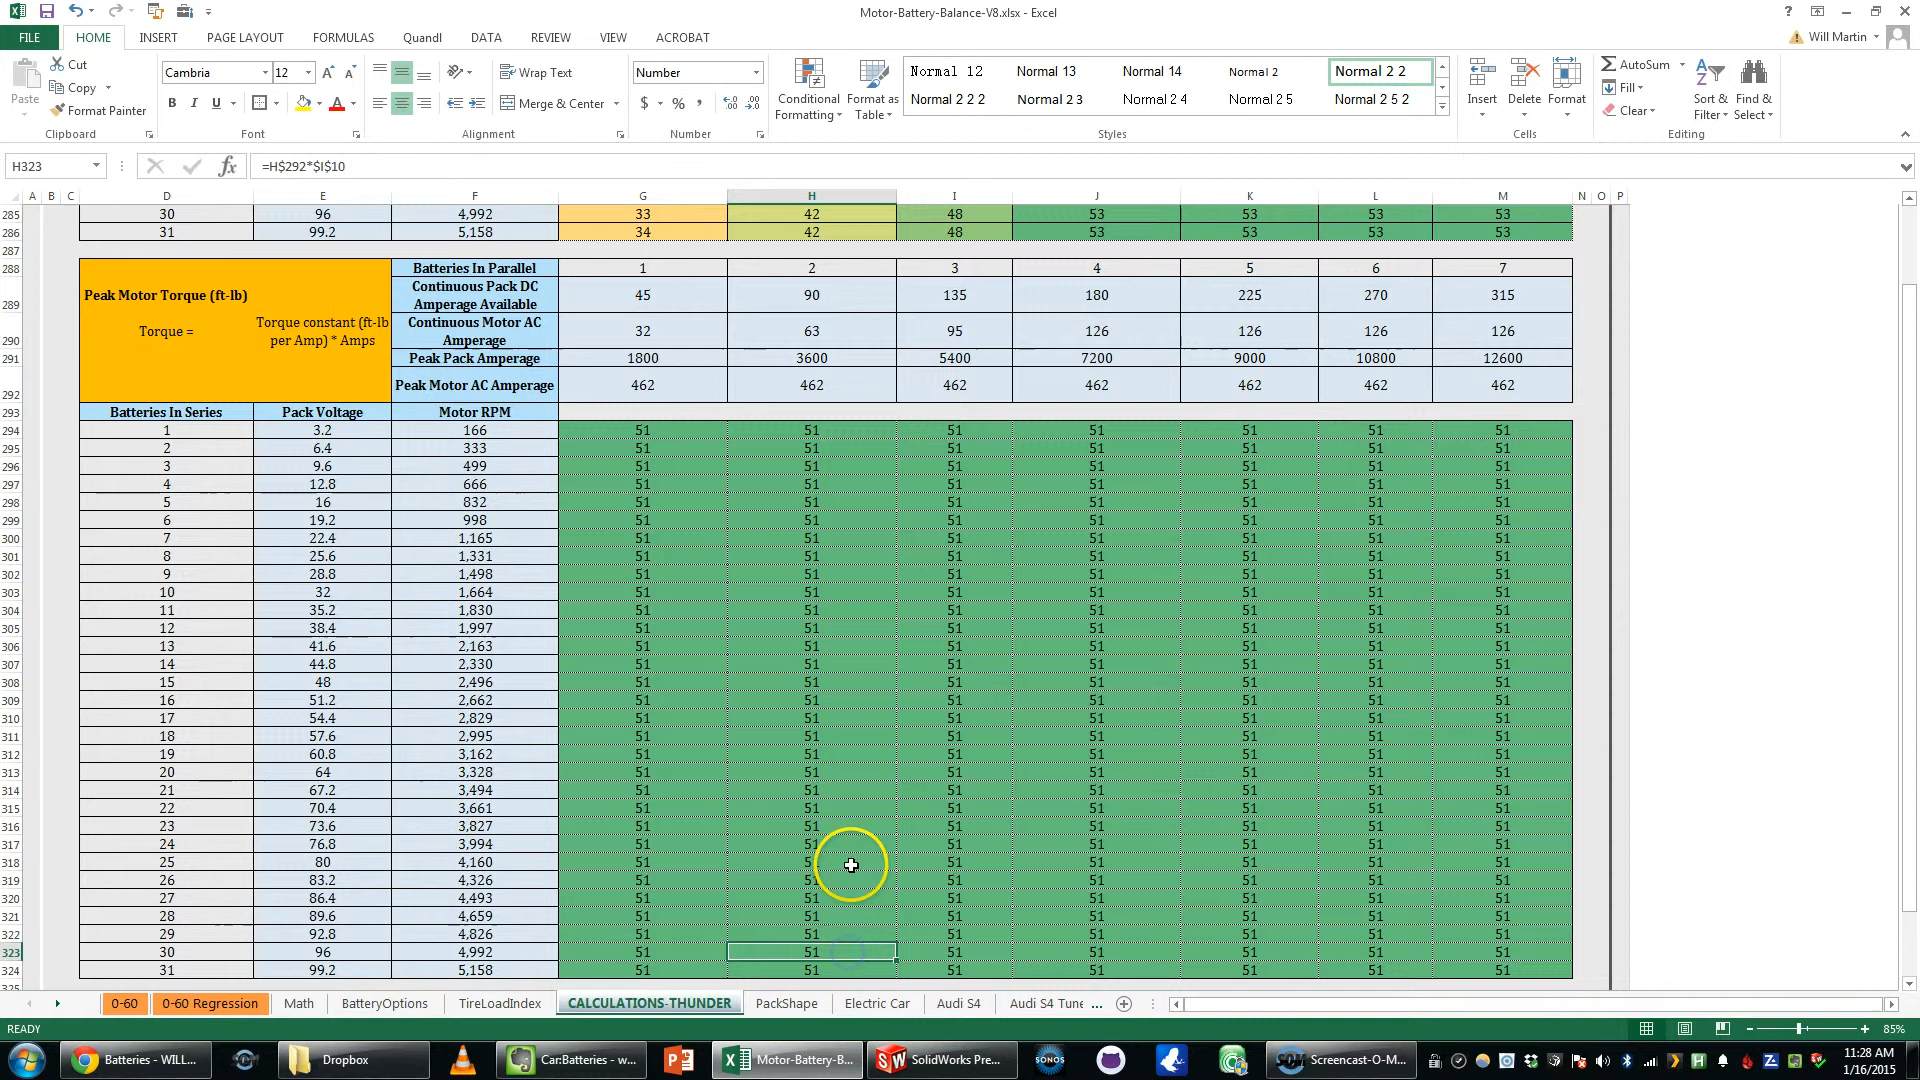 Motor-Battery-Balance-V8.xlsx - Excel
FILE HOME INSERT PAGE LAYOUT FORMULAS Quandl DATA REVIEW VIEW ACROBAT Will Martin
Paste Cut Copy Format Painter
Cambria 12
B I U A
Wrap Text
Merge & Center
Number
$ % ,
Conditional Formatting
Format as Table
Normal 12 Normal 13 Normal 14 Normal 2 Normal 2 2
Normal 2 2 2 Normal 2 3 Normal 2 4 Normal 2 5 Normal 2 5 2
Insert Delete Format
AutoSum
Fill
Clear
Sort & Filter
Find & Select
Clipboard Font Alignment Number Styles Cells Editing
H323 fx =H$292*$I$10
A B C D E F G H I J K L M N O P
285 30 96 4,992 33 42 48 53 53 53 53
286 31 99.2 5,158 34 42 48 53 53 53 53
287
288 Batteries In Parallel 1 2 3 4 5 6 7
289 Peak Motor Torque (ft-lb) Continuous Pack DC Amperage Available 45 90 135 180 225 270 315
290 Torque = Torque constant (ft-lb per Amp) * Amps Continuous Motor AC Amperage 32 63 95 126 126 126 126
291 Peak Pack Amperage 1800 3600 5400 7200 9000 10800 12600
292 Peak Motor AC Amperage 462 462 462 462 462 462 462
293 Batteries In Series Pack Voltage Motor RPM
294 1 3.2 166 51 51 51 51 51 51 51
295 2 6.4 333 51 51 51 51 51 51 51
296 3 9.6 499 51 51 51 51 51 51 51
297 4 12.8 666 51 51 51 51 51 51 51
298 5 16 832 51 51 51 51 51 51 51
299 6 19.2 998 51 51 51 51 51 51 51
300 7 22.4 1,165 51 51 51 51 51 51 51
301 8 25.6 1,331 51 51 51 51 51 51 51
302 9 28.8 1,498 51 51 51 51 51 51 51
303 10 32 1,664 51 51 51 51 51 51 51
304 11 35.2 1,830 51 51 51 51 51 51 51
305 12 38.4 1,997 51 51 51 51 51 51 51
306 13 41.6 2,163 51 51 51 51 51 51 51
307 14 44.8 2,330 51 51 51 51 51 51 51
308 15 48 2,496 51 51 51 51 51 51 51
309 16 51.2 2,662 51 51 51 51 51 51 51
310 17 54.4 2,829 51 51 51 51 51 51 51
311 18 57.6 2,995 51 51 51 51 51 51 51
312 19 60.8 3,162 51 51 51 51 51 51 51
313 20 64 3,328 51 51 51 51 51 51 51
314 21 67.2 3,494 51 51 51 51 51 51 51
315 22 70.4 3,661 51 51 51 51 51 51 51
316 23 73.6 3,827 51 51 51 51 51 51 51
317 24 76.8 3,994 51 51 51 51 51 51 51
318 25 80 4,160 51 51 51 51 51 51 51
319 26 83.2 4,326 51 51 51 51 51 51 51
320 27 86.4 4,493 51 51 51 51 51 51 51
321 28 89.6 4,659 51 51 51 51 51 51 51
322 29 92.8 4,826 51 51 51 51 51 51 51
323 30 96 4,992 51 51 51 51 51 51 51
324 31 99.2 5,158 51 51 51 51 51 51 51
325
0-60 0-60 Regression Math BatteryOptions TireLoadIndex CALCULATIONS-THUNDER PackShape Electric Car Audi S4 Audi S4 Tune ...
READY 85%
Batteries - WILL... Dropbox Car:Batteries - w... Motor-Battery-B... SolidWorks Pre... SONOS Screencast-O-M... 11:28 AM
1/16/2015